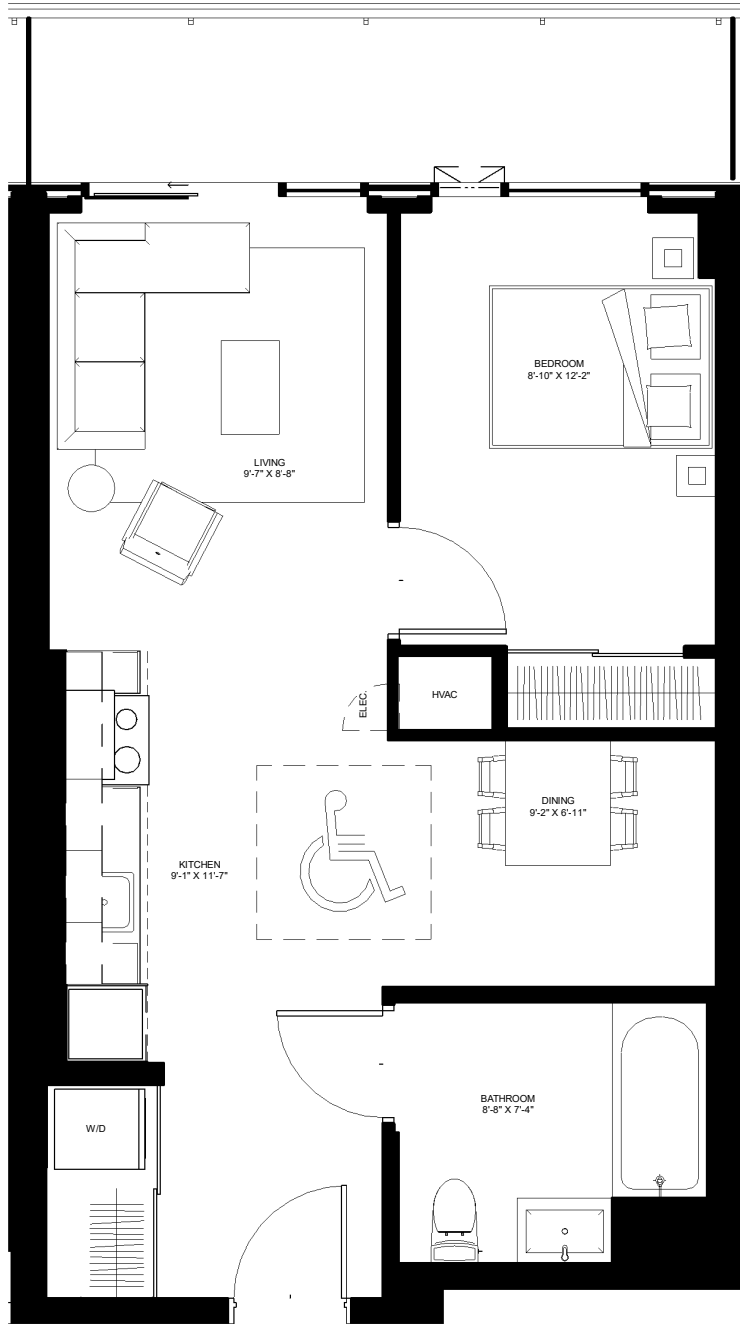 BEDROOM
8'-10" X 12'-2"
LIVING
9'-7" X 8'-8"
ELEC.
HVAC
DINING
9'-2" X 6'-11"
KITCHEN
9'-1" X 11'-7"
BATHROOM
8'-8" X 7'-4"
W/D